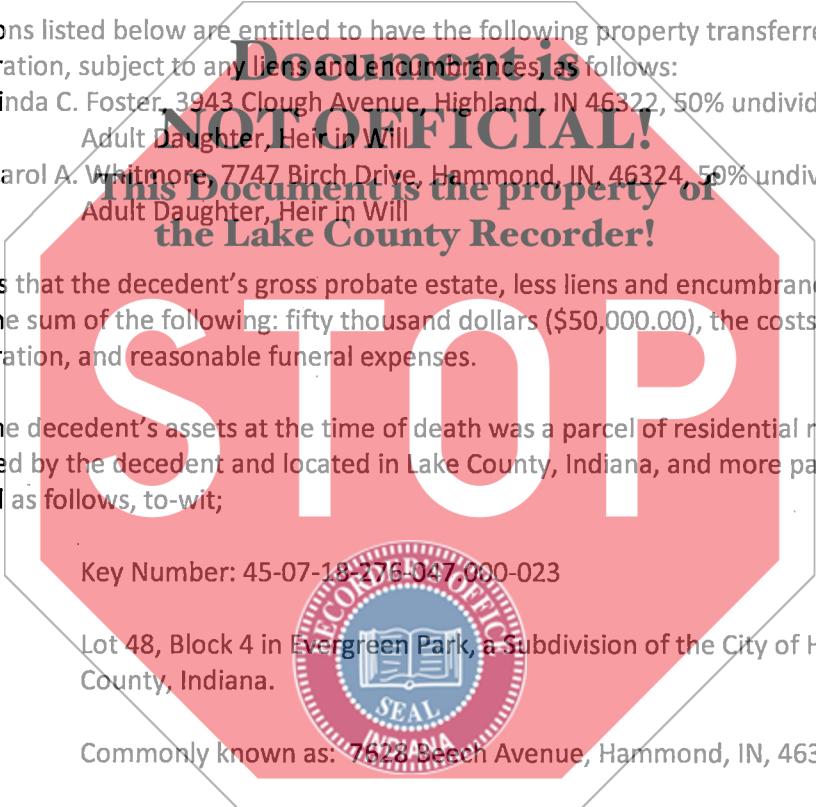 ons listed below are entitled to have the following property transferre
Document is
ration, subject to any liens and encumbrances, as follows:
inda C. Foster, 3943 Clough Avenue, Highland, IN 46322, 50% undivid
NOT OFFICIAL!
Adult Daughter, Heir in Will
arol A. Whitmore, 7747 Birch Drive, Hammond, IN, 46324, 50% undiv
This Document is the property of
Adult Daughter, Heir in Will
the Lake County Recorder!
s that the decedent's gross probate estate, less liens and encumbran
e sum of the following: fifty thousand dollars ($50,000.00), the costs
ration, and reasonable funeral expenses.
STOP
e decedent's assets at the time of death was a parcel of residential r
ed by the decedent and located in Lake County, Indiana, and more pa
l as follows, to-wit;
Key Number: 45-07-18-276-047.000-023
RECORDER'S OFFICE
Lot 48, Block 4 in Evergreen Park, a Subdivision of the City of H
County, Indiana.
SEAL
INDIANA
Commonly known as: 7628 Beech Avenue, Hammond, IN, 463